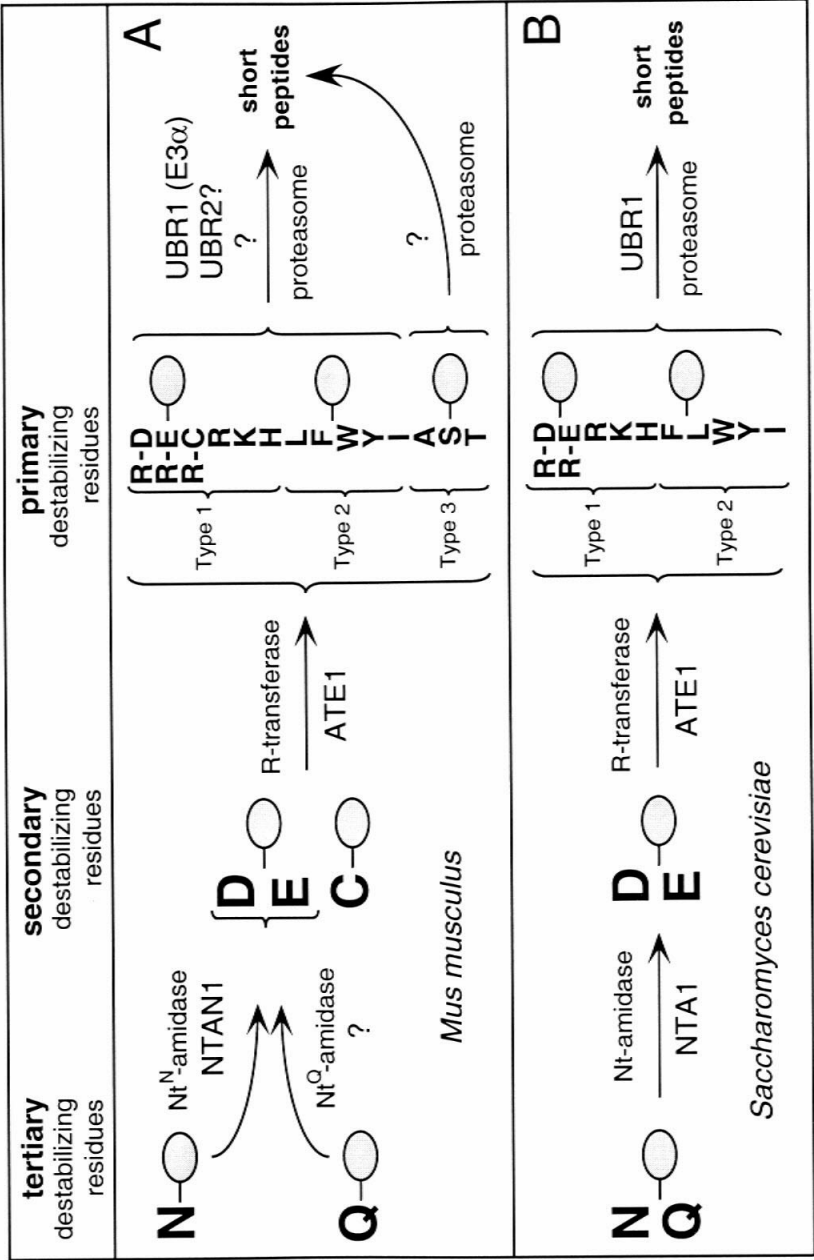 tertiary
destabilizing
residues
secondary
destabilizing
residues
primary
destabilizing
residues
A
N
Nt^N-amidase
NTAN1
Q
Nt^Q-amidase
?
D
E
C
R-transferase
ATE1
Type 1
Type 2
Type 3
R-D
R-E
R-C
R
K
H
L
F
W
Y
I
A
S
T
UBR1 (E3α)
UBR2?
?
proteasome
?
proteasome
short
peptides
Mus musculus
B
N
Q
Nt-amidase
NTA1
D
E
R-transferase
ATE1
Type 1
Type 2
R-D
R-E
R
K
H
F
L
W
Y
I
UBR1
proteasome
short
peptides
Saccharomyces cerevisiae